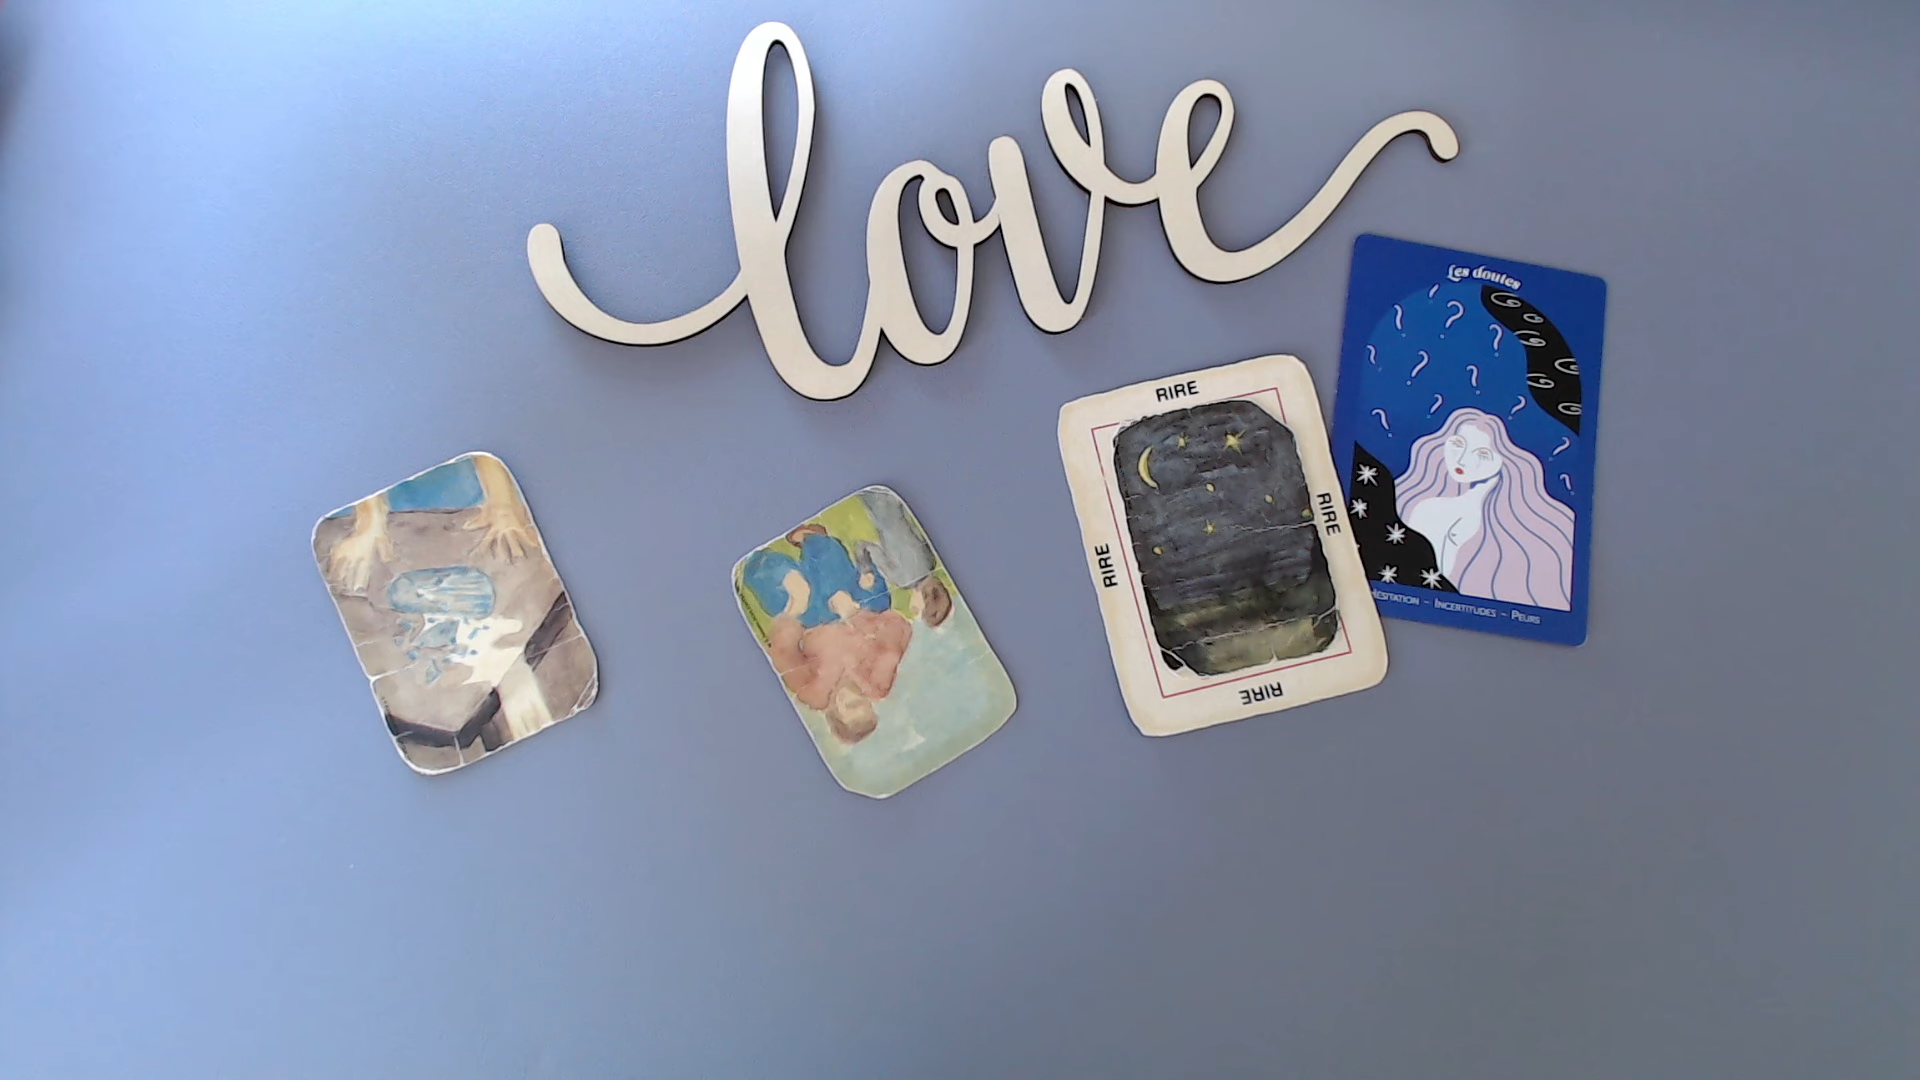 love
Les doutes
RIRE
RIRE
RIRE
RIRE
HÉSITATION – INCERTITUDES – PEURS